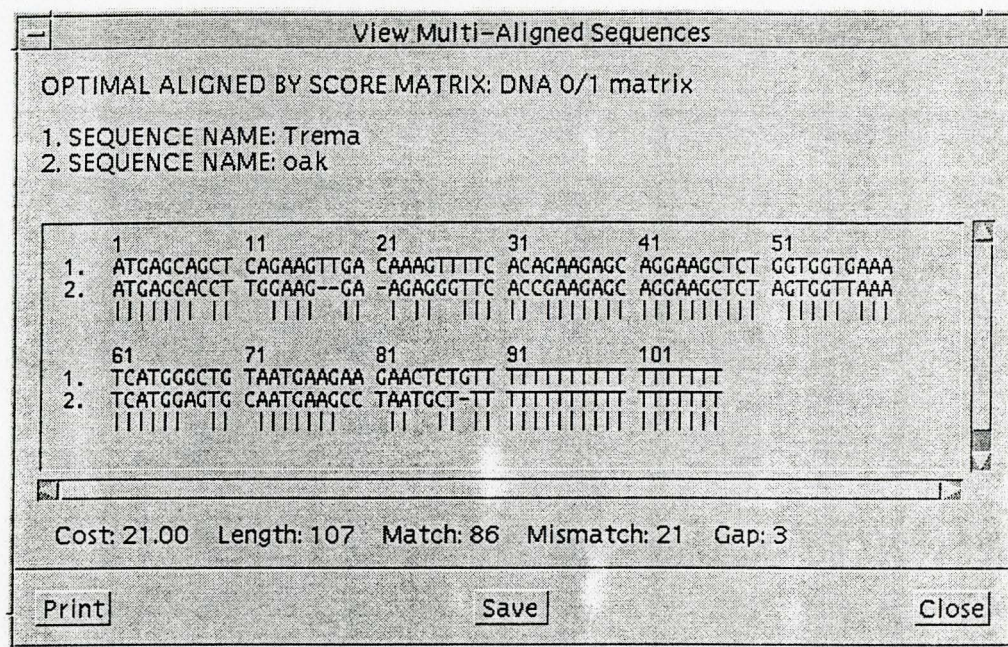 View Multi-Aligned Sequences
OPTIMAL ALIGNED BY SCORE MATRIX: DNA 0/1 matrix
1. SEQUENCE NAME: Trema
2. SEQUENCE NAME: oak
1 11 21 31 41 51
1. ATGAGCAGCT CAGAAGTTGA CAAAGTTTTC ACAGAAGAGC AGGAAGCTCT GGTGGTGAAA
2. ATGAGCACCT TGGAAG--GA -AGAGGGTTC ACCGAAGAGC AGGAAGCTCT AGTGGTTAAA
||||||| || |||| || | || ||| || ||||||| |||||||||| ||||| |||
61 71 81 91 101
1. TCATGGGCTG TAATGAAGAA GAACTCTGTT TTTTTTTTTT TTTTTTT
2. TCATGGAGTG CAATGAAGCC TAATGCT-TT TTTTTTTTTT TTTTTTT
|||||| || ||||||| || || || |||||||||| |||||||
Cost: 21.00 Length: 107 Match: 86 Mismatch: 21 Gap: 3
Print Save Close